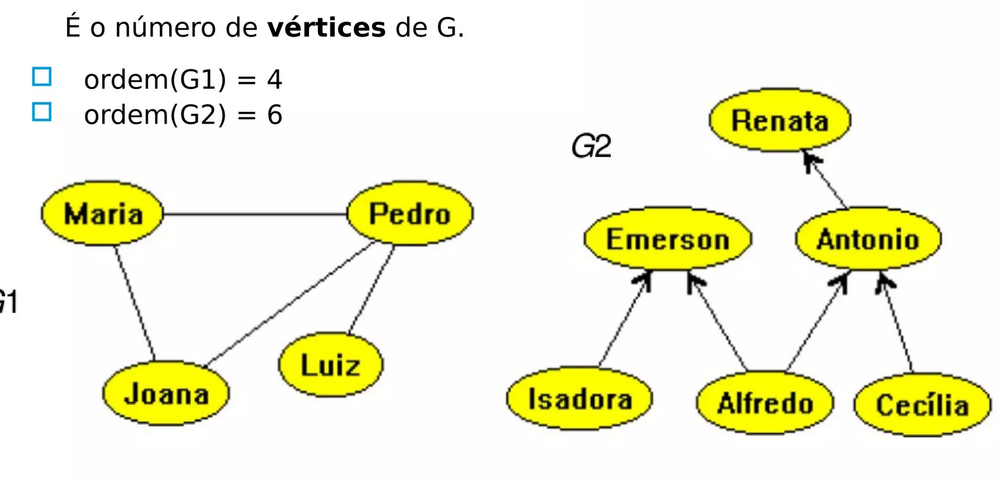 É o número de vértices de G.
ordem(G1) = 4
ordem(G2) = 6
Renata
G2
Maria
Pedro
Emerson
Antonio
G1
Luiz
Joana
Isadora
Alfredo
Cecília